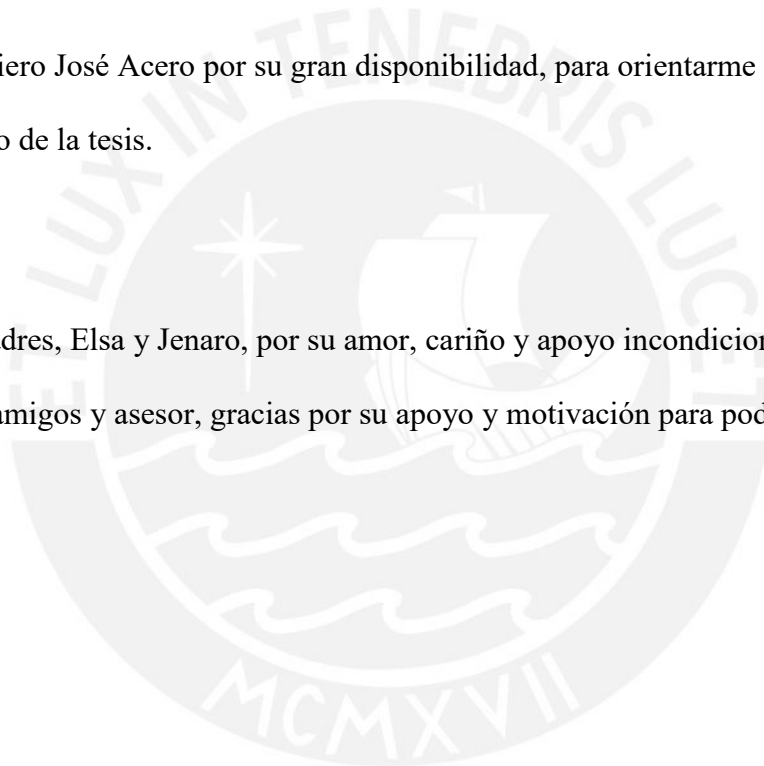 iero José Acero por su gran disponibilidad, para orientarme
o de la tesis.
dres, Elsa y Jenaro, por su amor, cariño y apoyo incondicion
amigos y asesor, gracias por su apoyo y motivación para pod
ET LUX IN TENEBRIS LUCET
MCMXVII